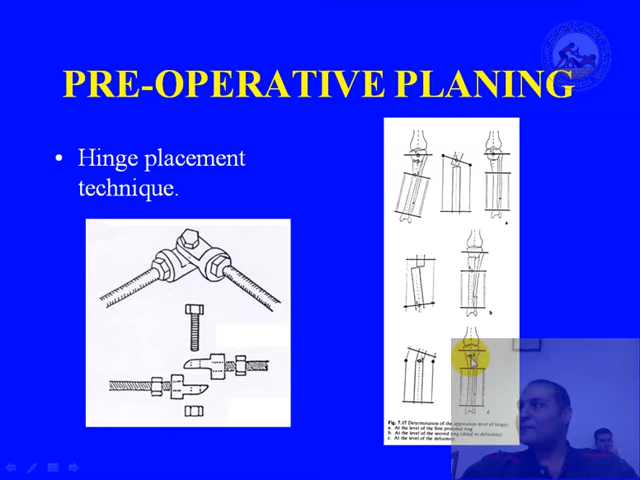 PRE-OPERATIVE PLANING
• Hinge placement
technique.
a
b
c
Fig. 7.17 Determination of the application level of hinges
a At the level of the first proximal ring
b. At the level of the second ring (distal to deformity)
c. At the level of the deformity.